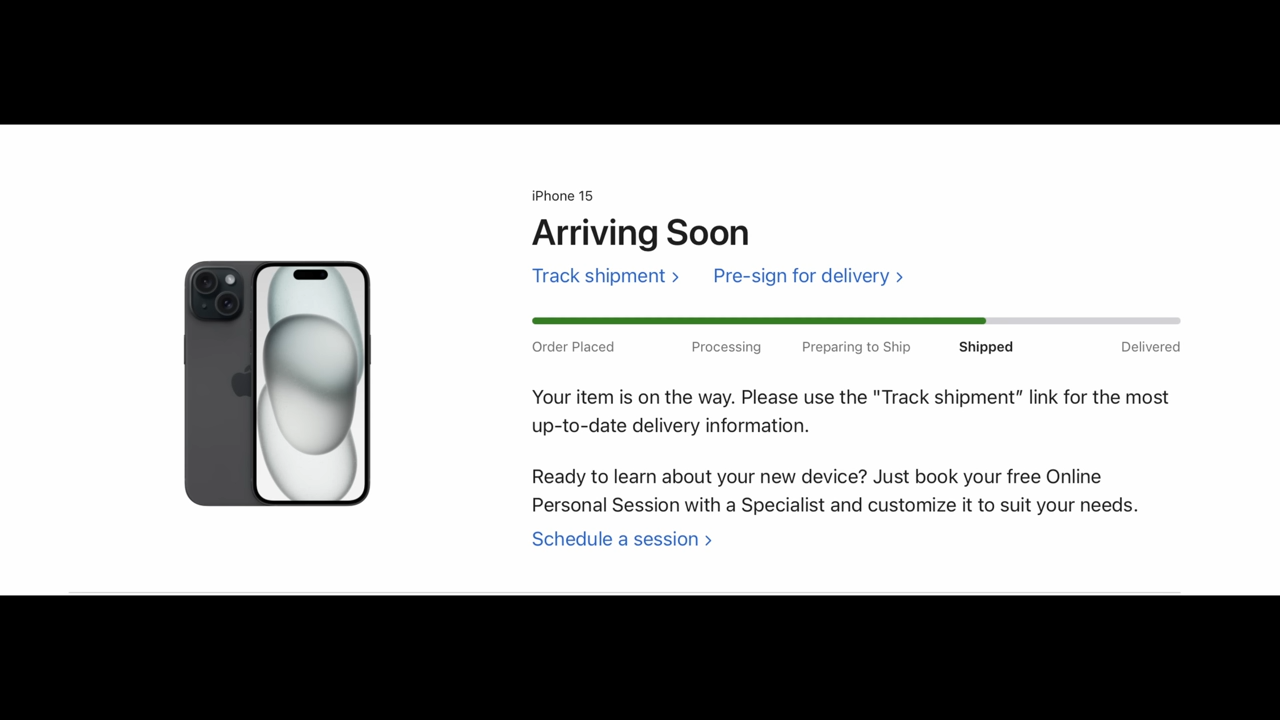 iPhone 15
Arriving Soon
Track shipment > Pre-sign for delivery >
Order Placed Processing Preparing to Ship Shipped Delivered
Your item is on the way. Please use the "Track shipment” link for the most
up-to-date delivery information.
Ready to learn about your new device? Just book your free Online
Personal Session with a Specialist and customize it to suit your needs.
Schedule a session >